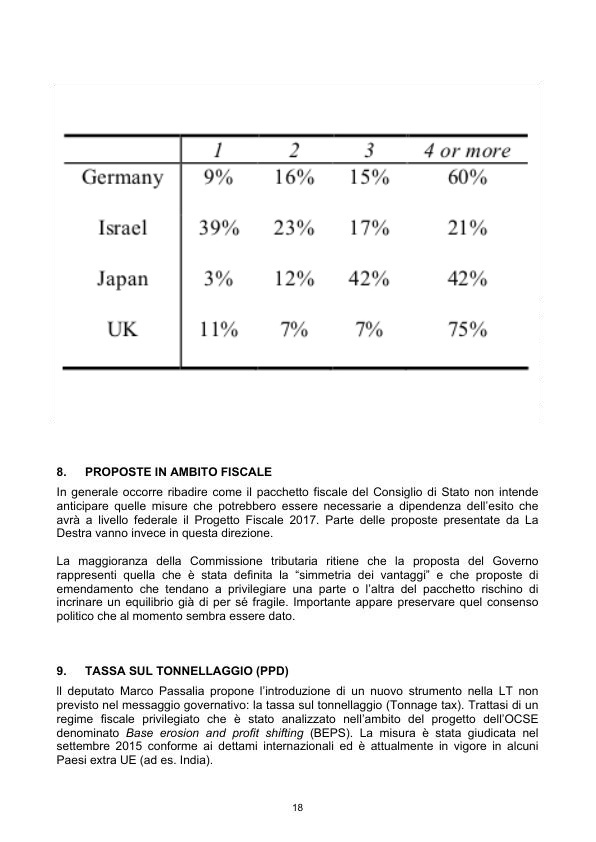 1 2 3 4 or more
Germany 9% 16% 15% 60%
Israel 39% 23% 17% 21%
Japan 3% 12% 42% 42%
UK 11% 7% 7% 75%
8. PROPOSTE IN AMBITO FISCALE
In generale occorre ribadire come il pacchetto fiscale del Consiglio di Stato non intende
anticipare quelle misure che potrebbero essere necessarie a dipendenza dell’esito che
avrà a livello federale il Progetto Fiscale 2017. Parte delle proposte presentate da La
Destra vanno invece in questa direzione.
La maggioranza della Commissione tributaria ritiene che la proposta del Governo
rappresenti quella che è stata definita la “simmetria dei vantaggi” e che proposte di
emendamento che tendano a privilegiare una parte o l’altra del pacchetto rischino di
incrinare un equilibrio già di per sé fragile. Importante appare preservare quel consenso
politico che al momento sembra essere dato.
9. TASSA SUL TONNELLAGGIO (PPD)
Il deputato Marco Passalia propone l’introduzione di un nuovo strumento nella LT non
previsto nel messaggio governativo: la tassa sul tonnellaggio (Tonnage tax). Trattasi di un
regime fiscale privilegiato che è stato analizzato nell’ambito del progetto dell’OCSE
denominato Base erosion and profit shifting (BEPS). La misura è stata giudicata nel
settembre 2015 conforme ai dettami internazionali ed è attualmente in vigore in alcuni
Paesi extra UE (ad es. India).
18